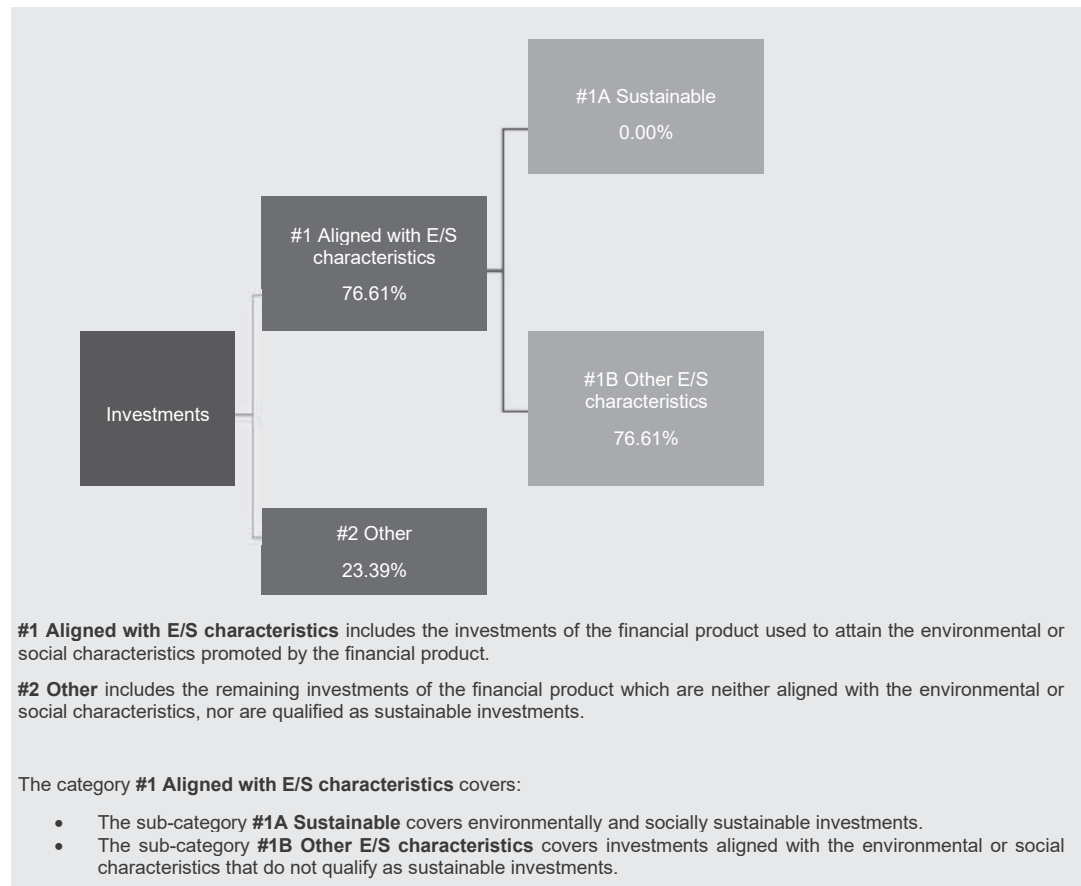 #1A Sustainable
0.00%
#1 Aligned with E/S
characteristics
76.61%
#1B Other E/S
characteristics
76.61%
Investments
#2 Other
23.39%
#1 Aligned with E/S characteristics includes the investments of the financial product used to attain the environmental or
social characteristics promoted by the financial product.
#2 Other includes the remaining investments of the financial product which are neither aligned with the environmental or
social characteristics, nor are qualified as sustainable investments.
The category #1 Aligned with E/S characteristics covers:
• The sub-category #1A Sustainable covers environmentally and socially sustainable investments.
• The sub-category #1B Other E/S characteristics covers investments aligned with the environmental or social
characteristics that do not qualify as sustainable investments.